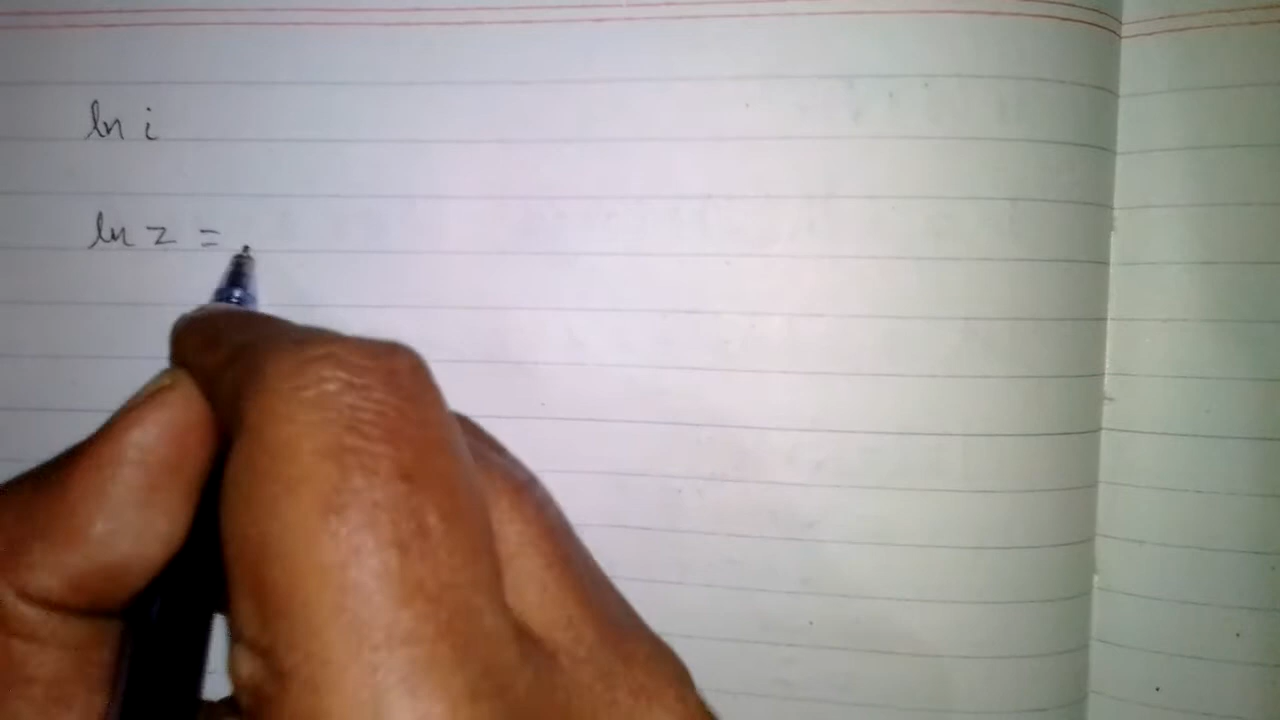 ln i
ln z =